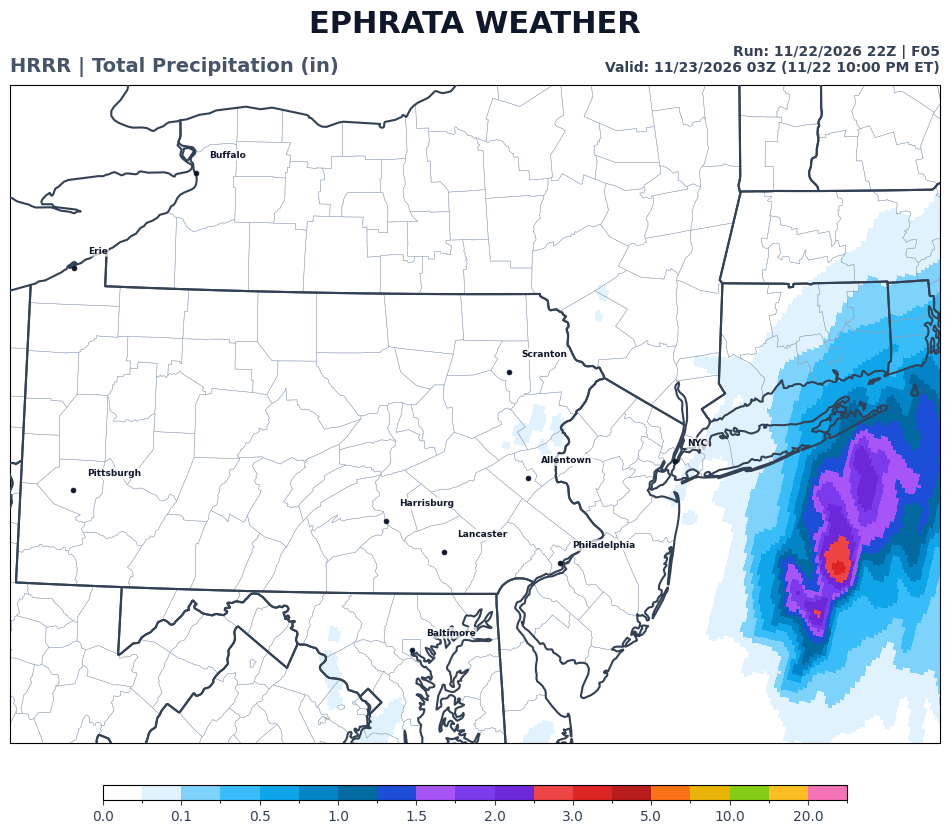 EPHRATA WEATHER
HRRR | Total Precipitation (in)
Run: 11/22/2026 22Z | F05
Valid: 11/23/2026 03Z (11/22 10:00 PM ET)
Buffalo
Erie
Scranton
NYC
Allentown
Pittsburgh
Harrisburg
Lancaster
Philadelphia
Baltimore
0.0 0.1 0.5 1.0 1.5 2.0 3.0 5.0 10.0 20.0